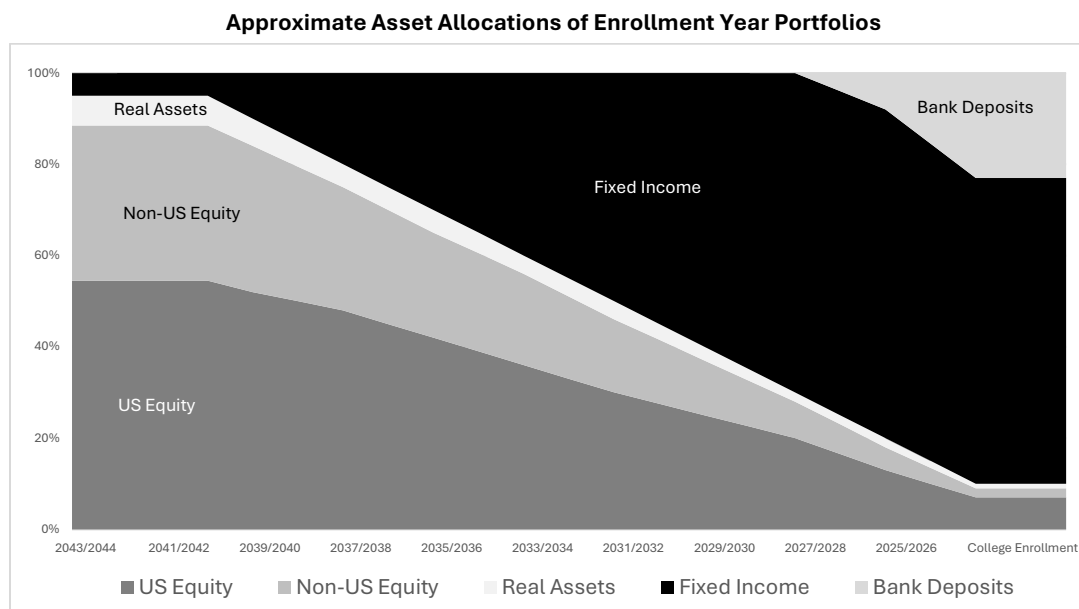 Approximate Asset Allocations of Enrollment Year Portfolios
100%
Real Assets
Bank Deposits
80%
Fixed Income
Non-US Equity
60%
40%
US Equity
20%
0%
2043/2044 2041/2042 2039/2040 2037/2038 2035/2036 2033/2034 2031/2032 2029/2030 2027/2028 2025/2026 College Enrollment
US Equity Non-US Equity Real Assets Fixed Income Bank Deposits